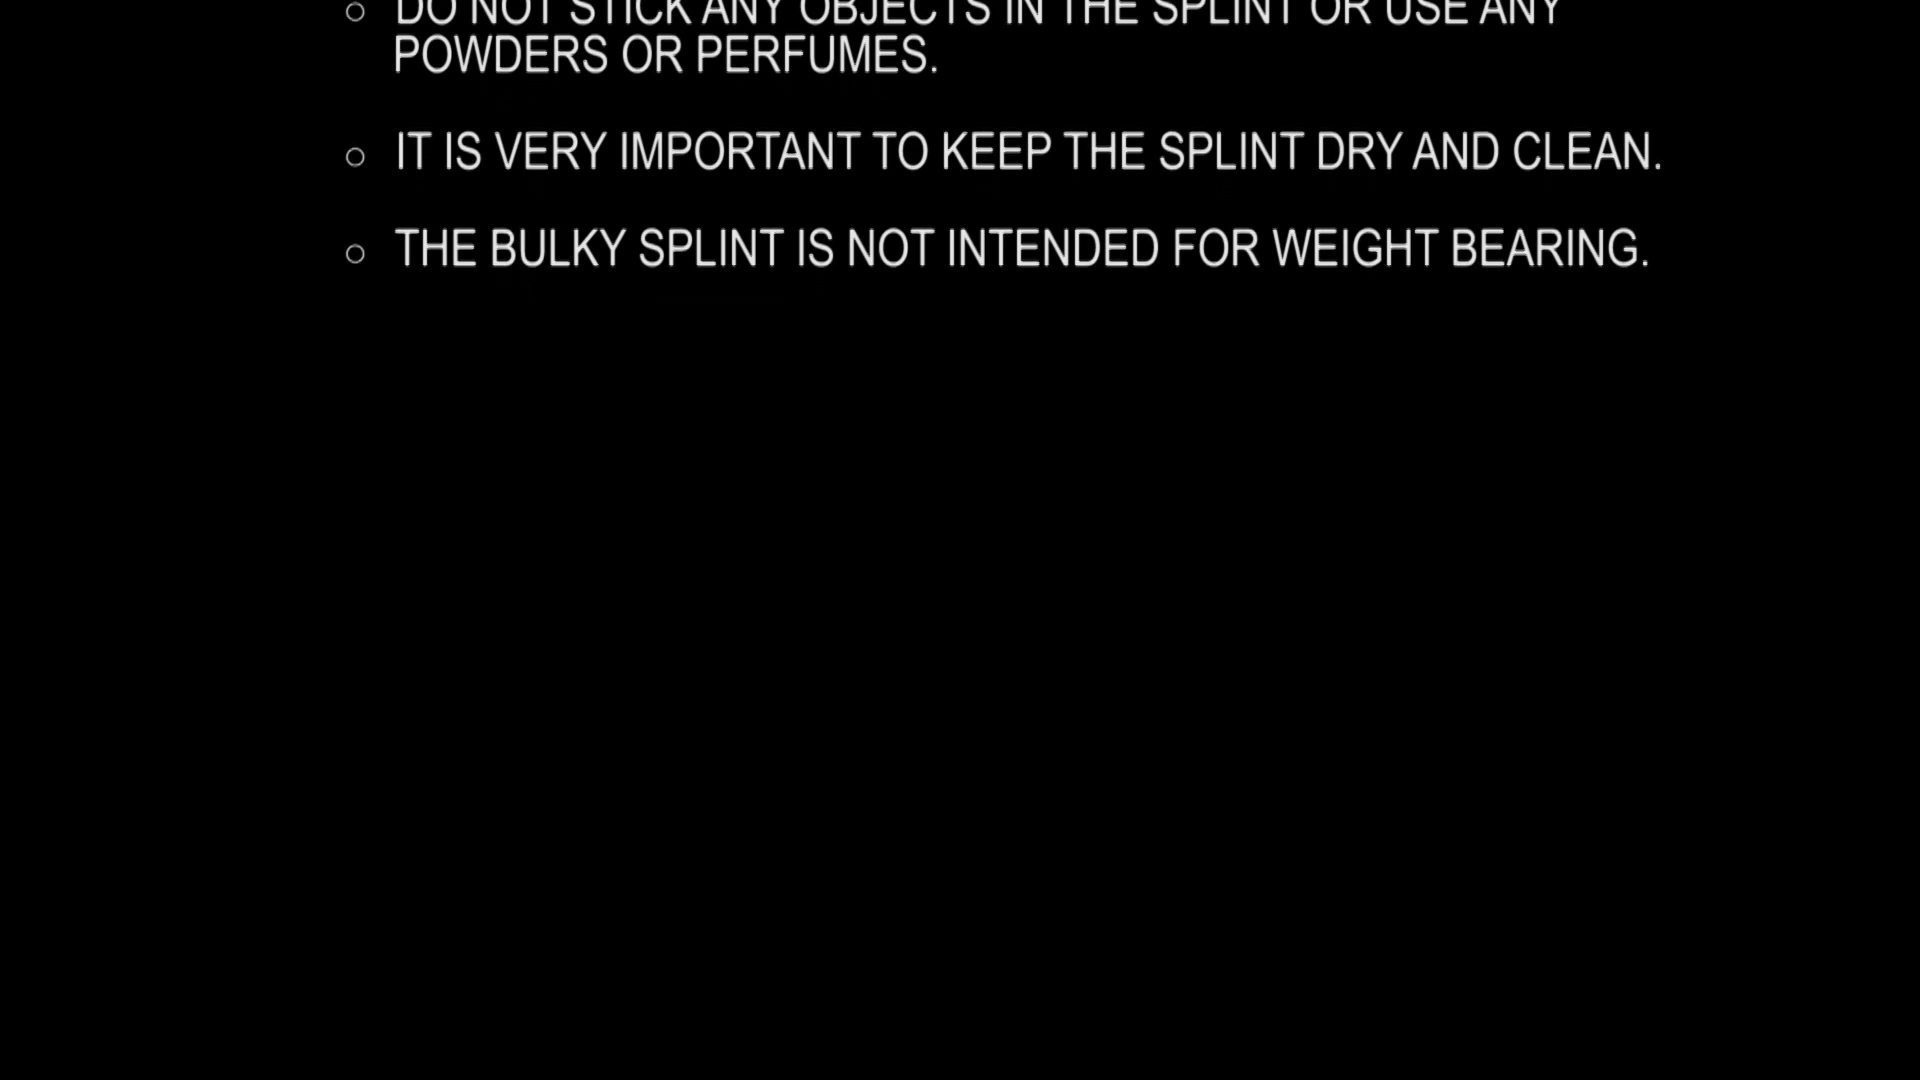 ○ DO NOT STICK ANY OBJECTS IN THE SPLINT OR USE ANY
POWDERS OR PERFUMES.
○ IT IS VERY IMPORTANT TO KEEP THE SPLINT DRY AND CLEAN.
○ THE BULKY SPLINT IS NOT INTENDED FOR WEIGHT BEARING.